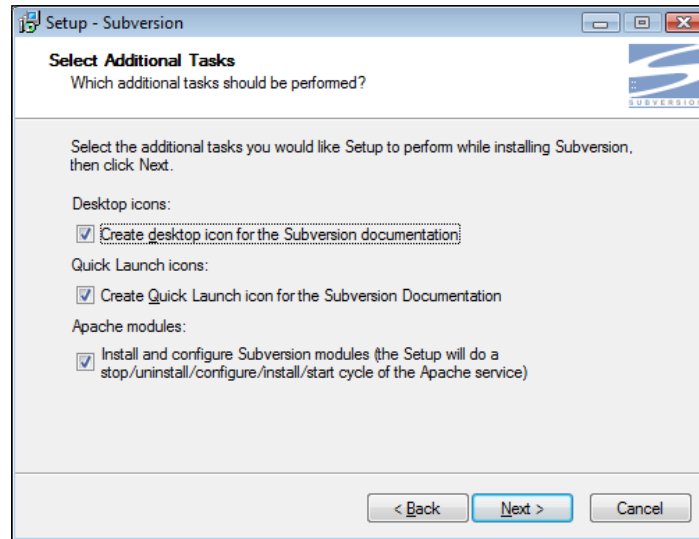 Setup - Subversion
Select Additional Tasks
Which additional tasks should be performed?
SUBVERSION
Select the additional tasks you would like Setup to perform while installing Subversion,
then click Next.
Desktop icons:
Create desktop icon for the Subversion documentation
Quick Launch icons:
Create Quick Launch icon for the Subversion Documentation
Apache modules:
Install and configure Subversion modules (the Setup will do a
stop/uninstall/configure/install/start cycle of the Apache service)
< Back
Next >
Cancel